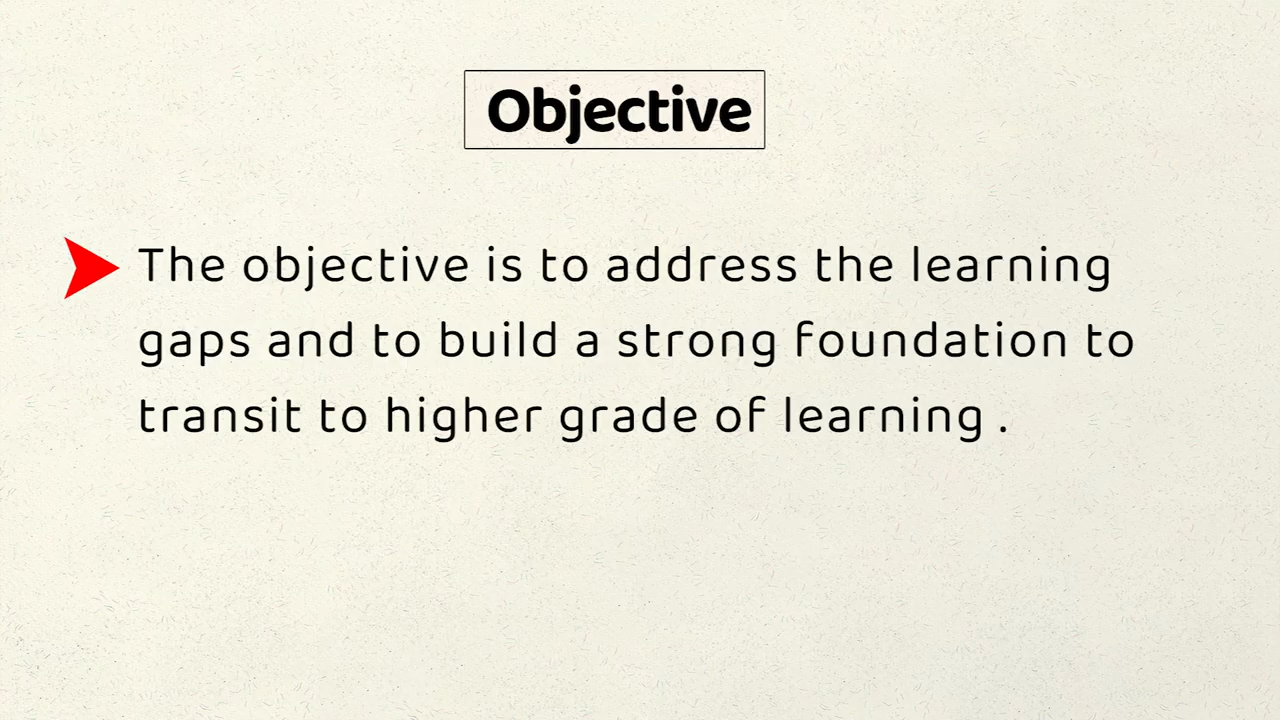 Objective
The objective is to address the learning
gaps and to build a strong foundation to
transit to higher grade of learning .